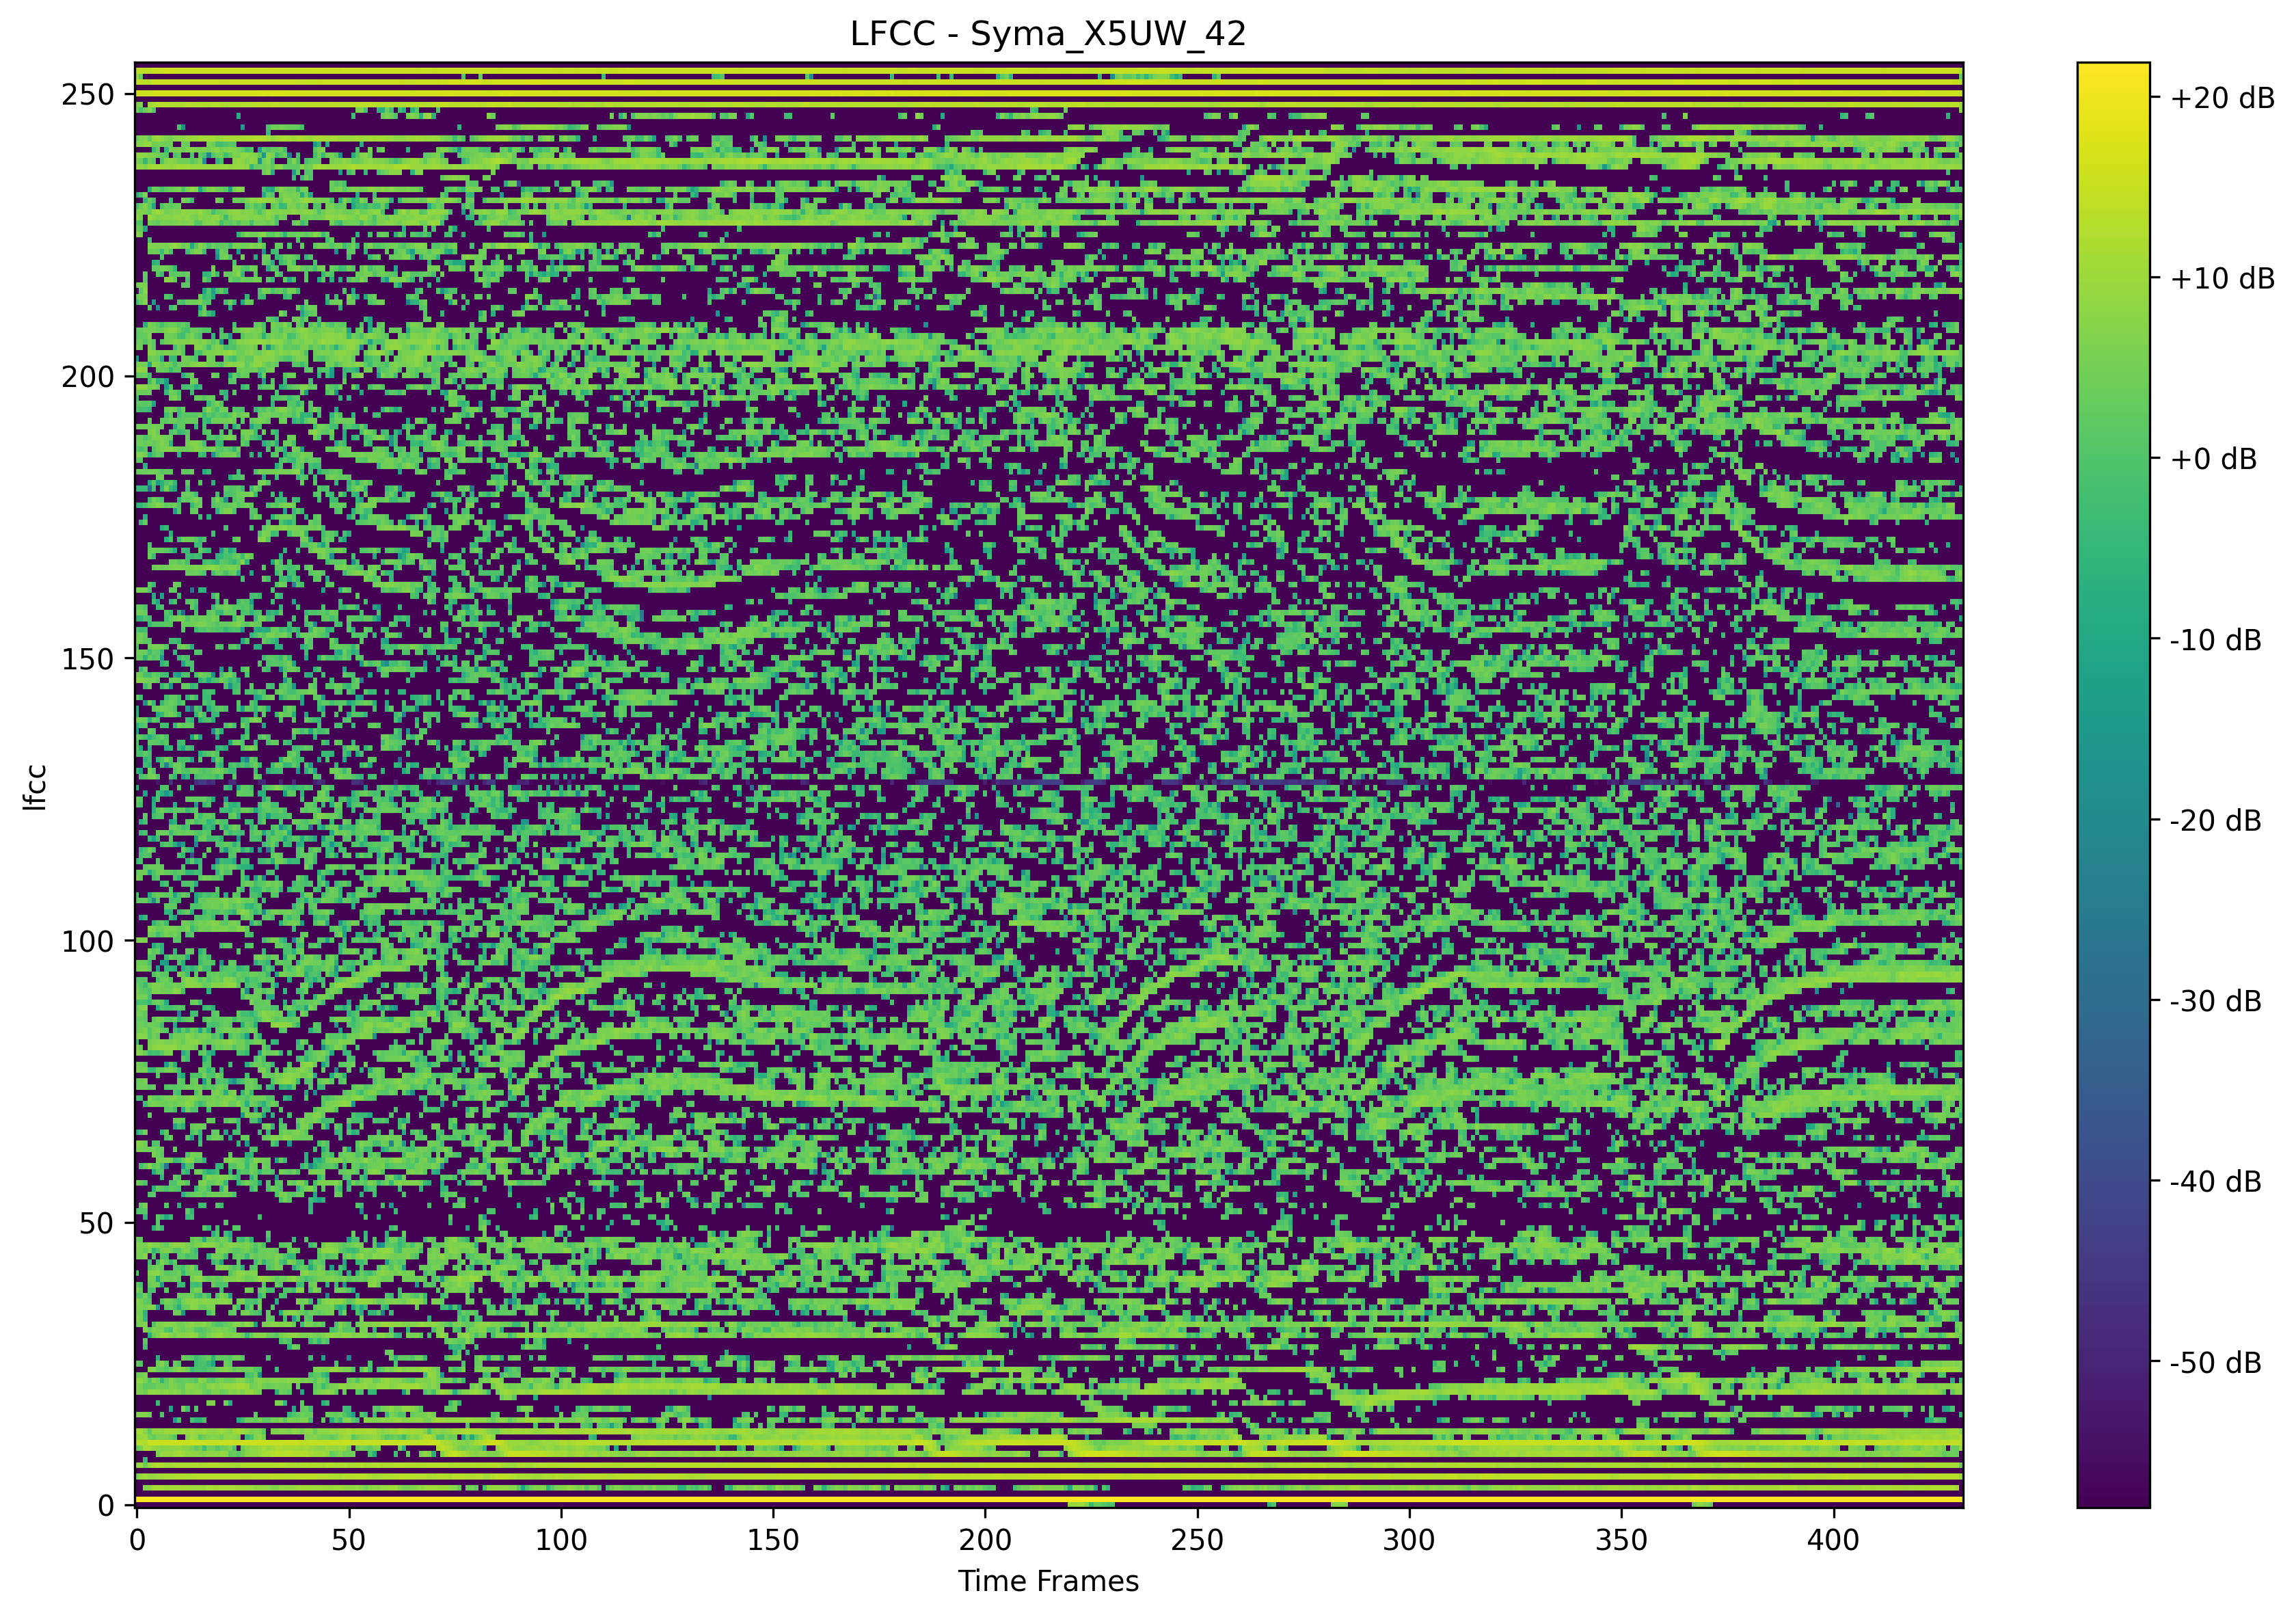 LFCC - Syma_X5UW_42
250
200
150
100
50
0
lfcc
0 50 100 150 200 250 300 350 400
Time Frames
+20 dB
+10 dB
+0 dB
-10 dB
-20 dB
-30 dB
-40 dB
-50 dB